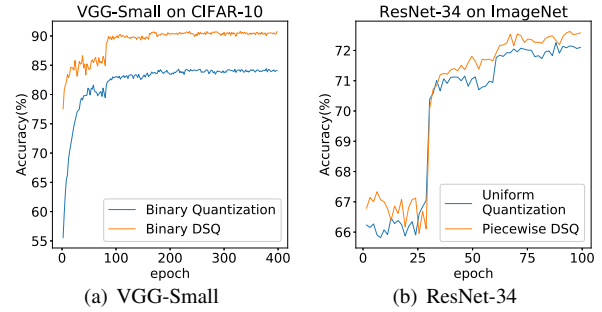 VGG-Small on CIFAR-10
Accuracy(%)
90
85
80
75
70
65
60
55
Binary Quantization
Binary DSQ
0
100
200
300
400
epoch
(a) VGG-Small
ResNet-34 on ImageNet
Accuracy(%)
72
71
70
69
68
67
66
Uniform
Quantization
Piecewise DSQ
0
25
50
75
100
epoch
(b) ResNet-34